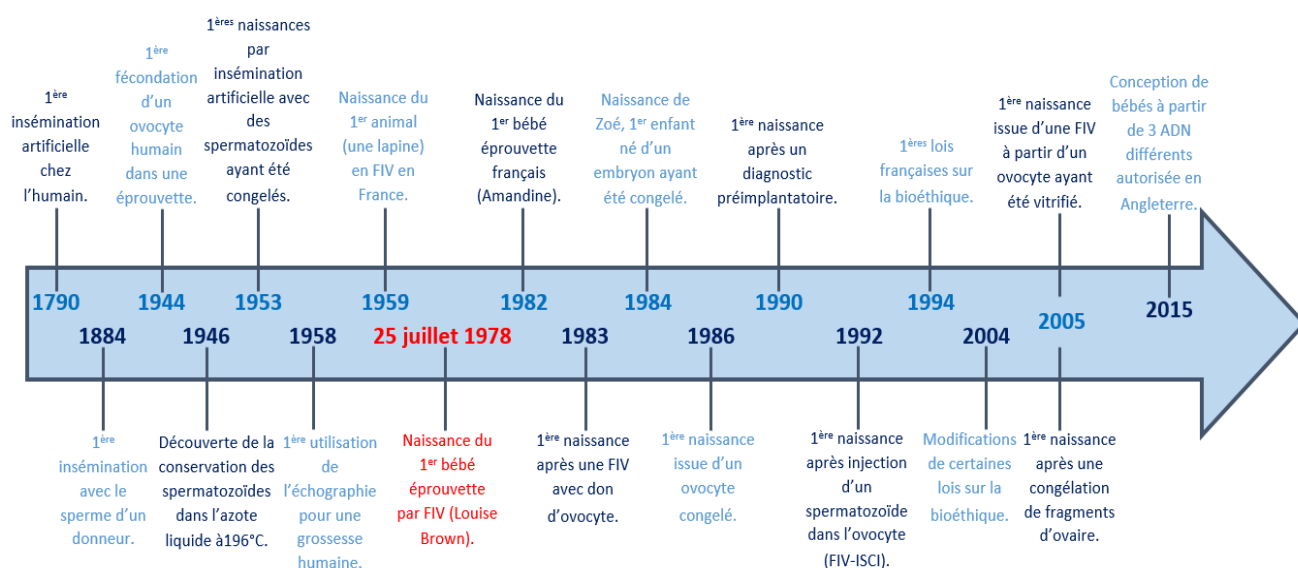 1ère
insémination
artificielle
chez
l'humain.
1ère
fécondation
d'un
ovocyte
humain
dans une
éprouvette.
1ères naissances
par
insémination
artificielle avec
des
spermatozoïdes
ayant été
congelés.
Naissance du
1er animal
(une lapine)
en FIV en
France.
Naissance du
1er bébé
éprouvette
français
(Amandine).
Naissance de
Zoé, 1er enfant
né d'un
embryon ayant
été congelé.
1ère naissance
après un
diagnostic
préimplantatoire.
1ères lois
françaises sur
la bioéthique.
1ère naissance
issue d'une FIV
à partir d'un
ovocyte ayant
été vitrifié.
Conception de
bébés à partir
de 3 ADN
différents
autorisée en
Angleterre.
1790
1944
1953
1959
1982
1984
1990
1994
2005
2015
1884
1946
1958
25 juillet 1978
1983
1986
1992
2004
1ère
insémination
avec le
sperme d'un
donneur.
Découverte de la
conservation des
spermatozoïdes
dans l'azote
liquide à196°C.
1ère utilisation
de
l'échographie
pour une
grossesse
humaine.
Naissance du
1er bébé
éprouvette
par FIV (Louise
Brown).
1ère naissance
après une FIV
avec don
d'ovocyte.
1ère naissance
issue d'un
ovocyte
congelé.
1ère naissance
après injection
d'un
spermatozoïde
dans l'ovocyte
(FIV-ISCI).
Modifications
de certaines
lois sur la
bioéthique.
1ère naissance
après une
congélation
de fragments
d'ovaire.